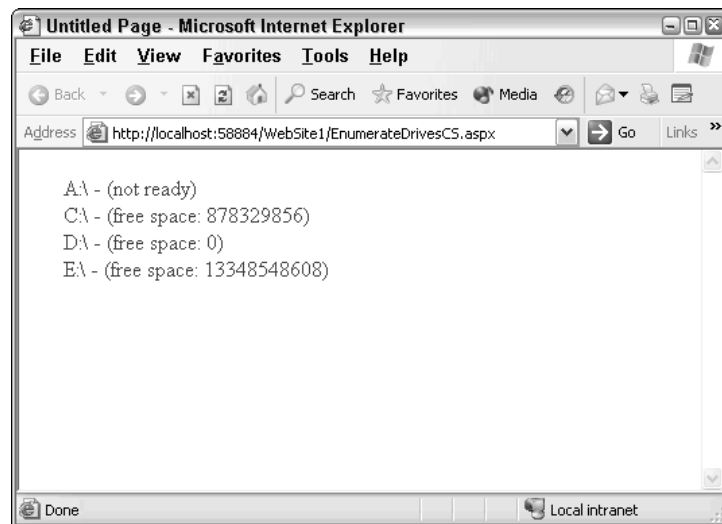 Untitled Page - Microsoft Internet Explorer
File Edit View Favorites Tools Help
Back Search Favorites Media
Address http://localhost:58884/WebSite1/EnumerateDrivesCS.aspx Go Links »
A:\ - (not ready)
C:\ - (free space: 878329856)
D:\ - (free space: 0)
E:\ - (free space: 13348548608)
Done Local intranet